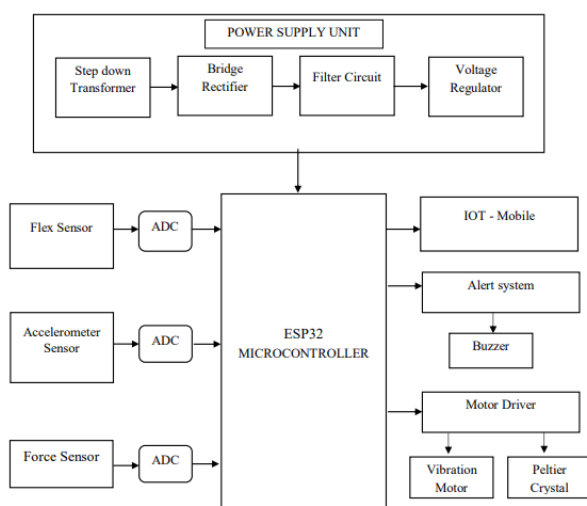 POWER SUPPLY UNIT
Step down
Transformer
Bridge
Rectifier
Filter Circuit
Voltage
Regulator
Flex Sensor
ADC
Accelerometer
Sensor
ADC
Force Sensor
ADC
ESP32
MICROCONTROLLER
IOT - Mobile
Alert system
Buzzer
Motor Driver
Vibration
Motor
Peltier
Crystal